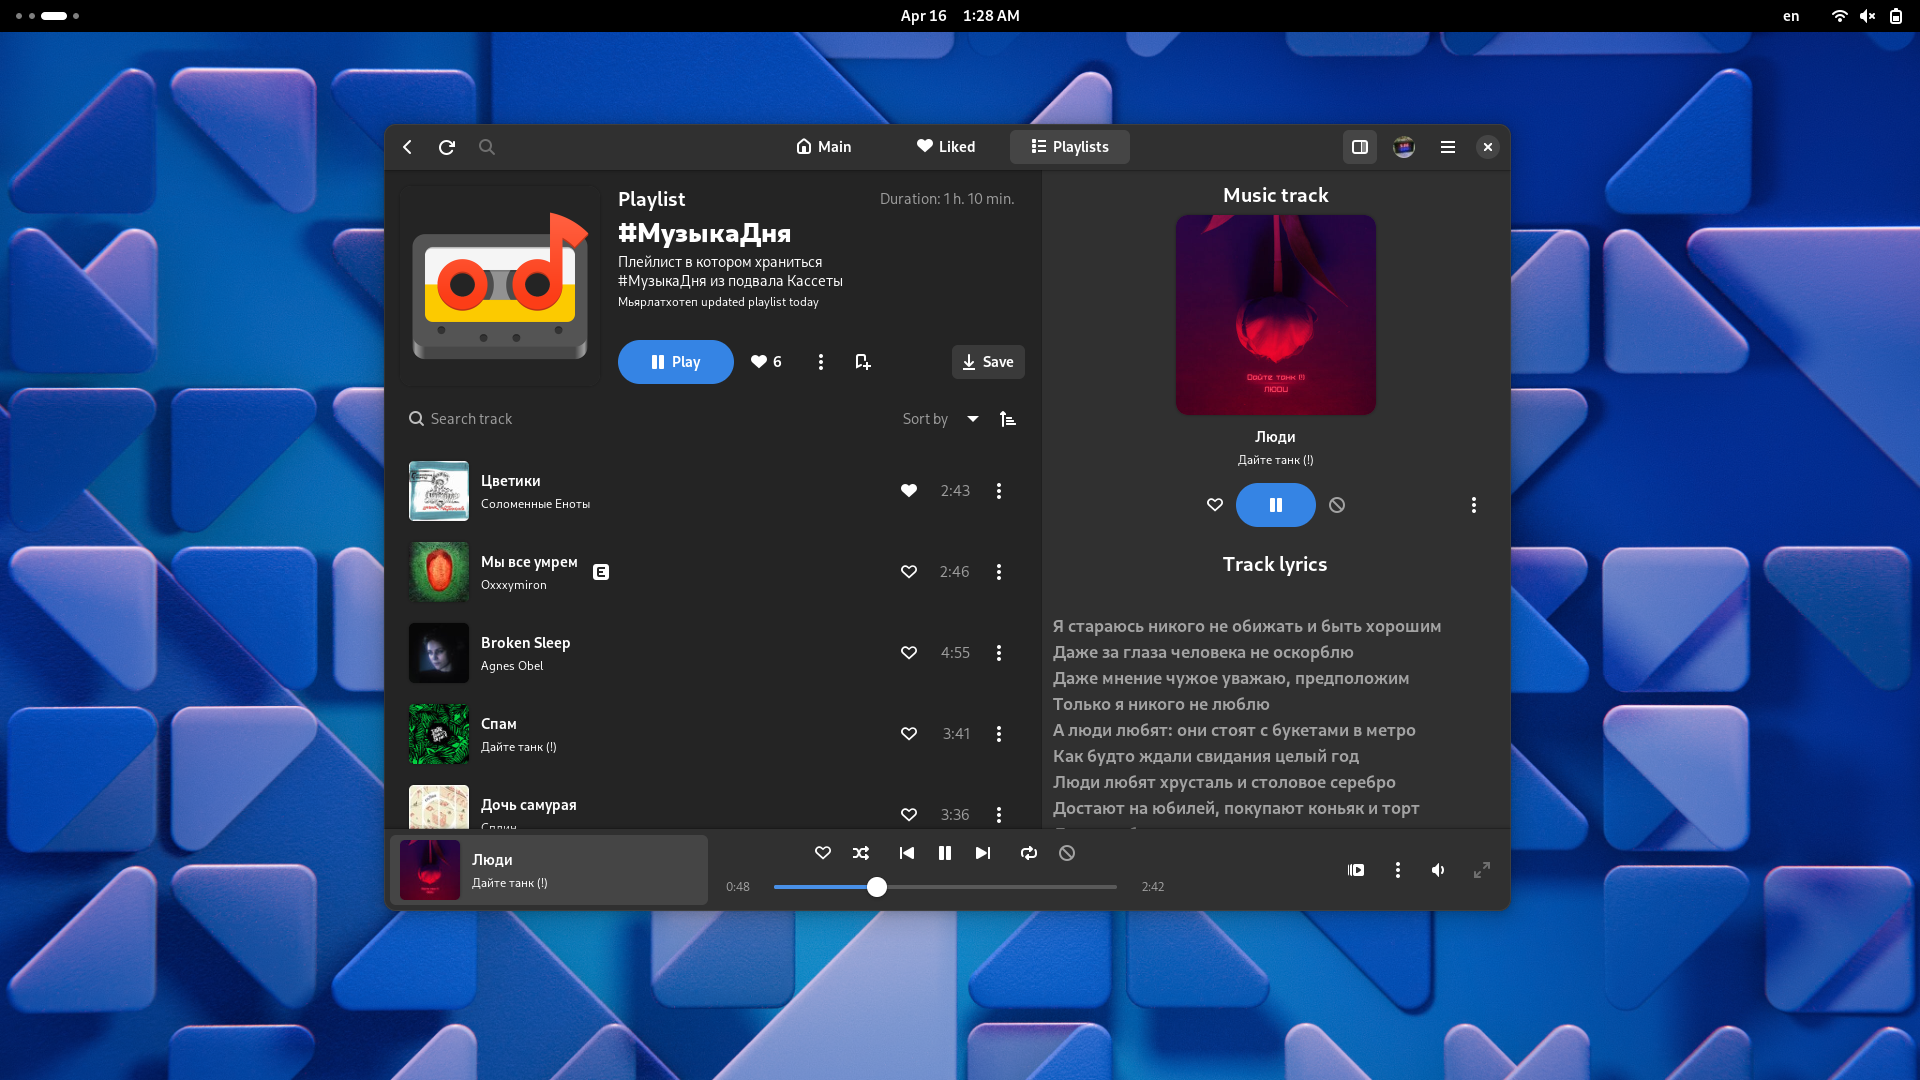 Apr 16 1:28 AM
en
Main
Liked
Playlists
Playlist
Duration: 1 h. 10 min.
#МузыкаДня
Плейлист в котором храниться
#МузыкаДня из подвала Кассеты
Мьярлатхотеп updated playlist today
Play
6
Save
Search track
Sort by
Цветики
Соломенные Еноты
2:43
Мы все умрем
E
Oxxxymiron
2:46
Broken Sleep
Agnes Obel
4:55
Спам
Дайте танк (!)
3:41
Дочь самурая
Сплин
3:36
Music track
Дайте танк (!)
ЛЮДИ
Люди
Дайте танк (!)
Track lyrics
Я стараюсь никого не обижать и быть хорошим
Даже за глаза человека не оскорблю
Даже мнение чужое уважаю, предположим
Только я никого не люблю
А люди любят: они стоят с букетами в метро
Как будто ждали свидания целый год
Люди любят хрусталь и столовое серебро
Достают на юбилей, покупают коньяк и торт
Люди
Дайте танк (!)
0:48
2:42